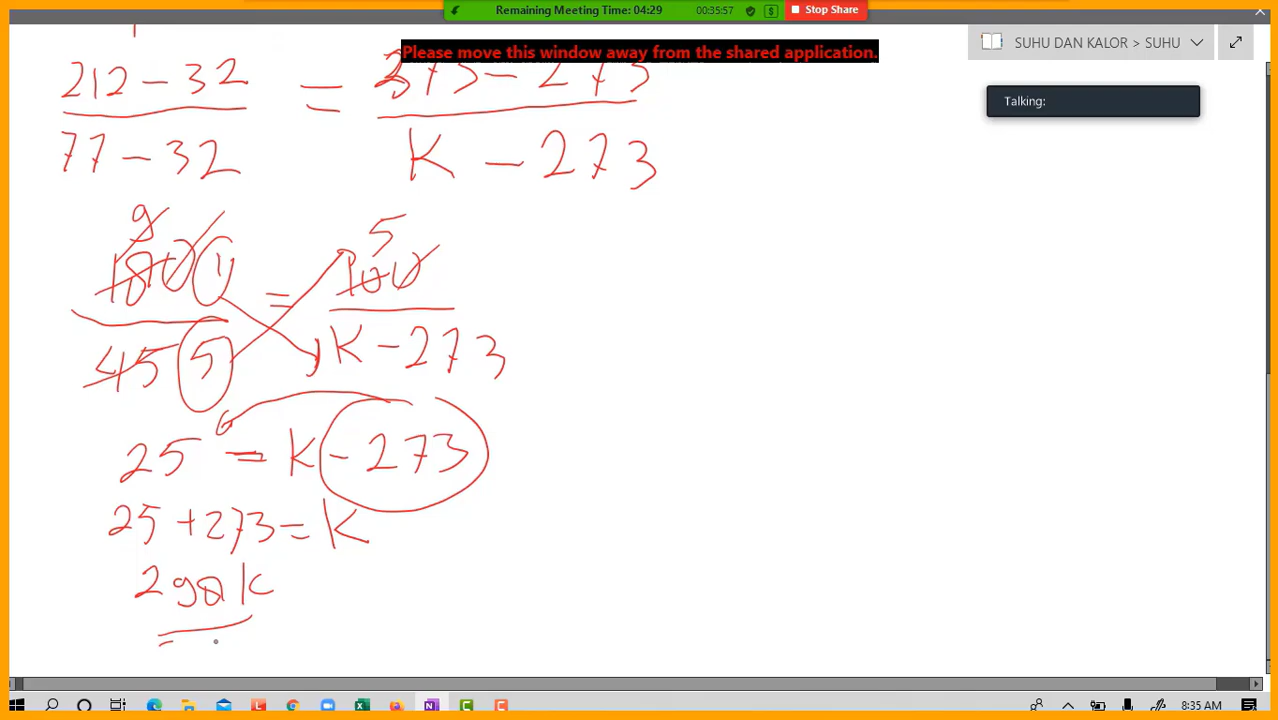 Remaining Meeting Time: 04:29 00:35:57 Stop Share
Please move this window away from the shared application.
SUHU DAN KALOR > SUHU
Talking:
212 - 32 = 373 - 273
77 - 32 K - 273
9 5
180 1 = 100
45 5 K - 273
25 = K - 273
25 + 273 = K
298 K
8:35 AM